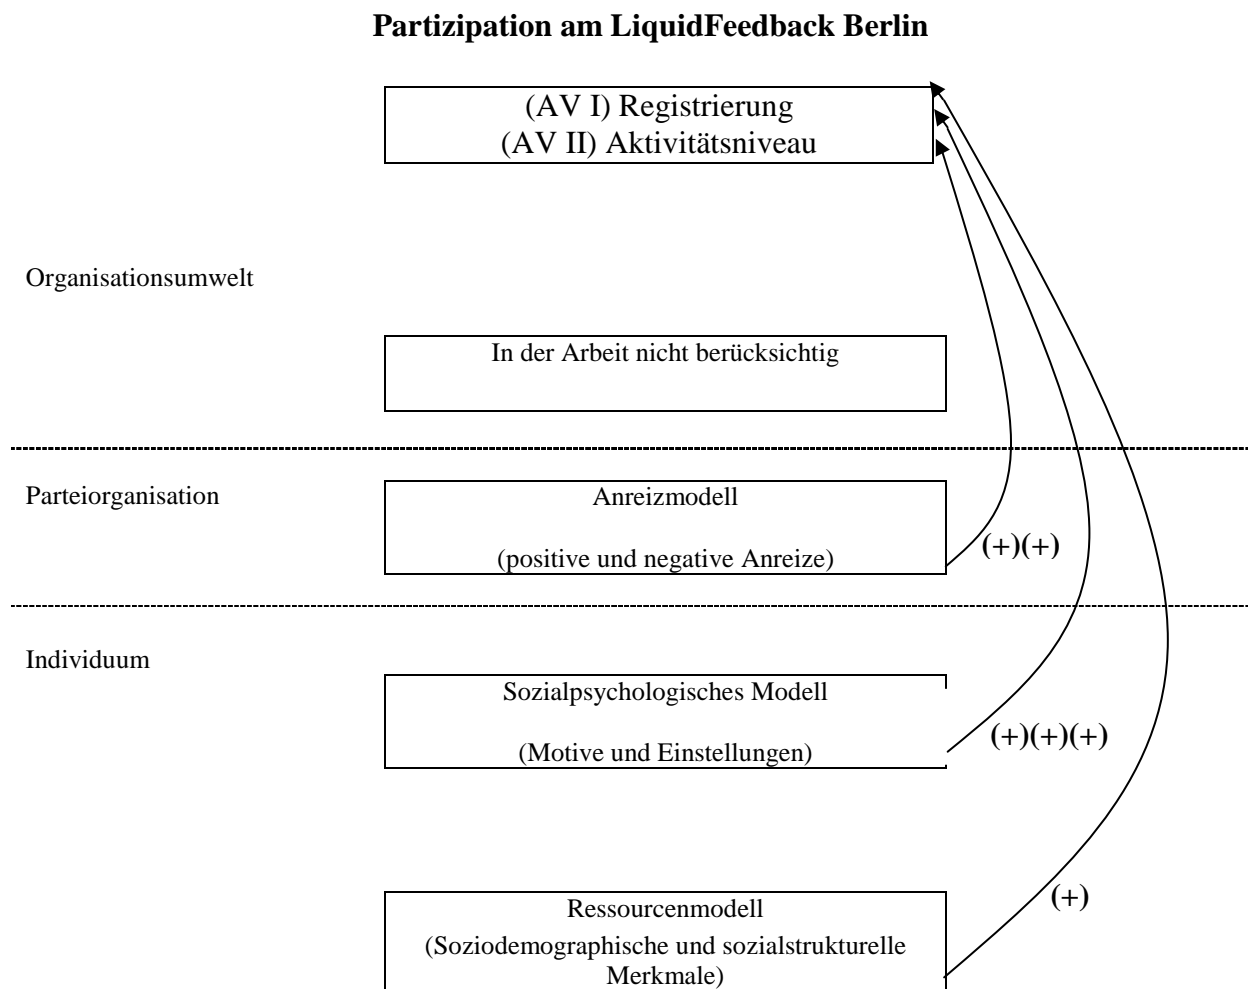 Partizipation am LiquidFeedback Berlin
(AV I) Registrierung
(AV II) Aktivitätsniveau
Organisationsumwelt
In der Arbeit nicht berücksichtig
Parteiorganisation
Anreizmodell
(positive und negative Anreize)
(+)(+)
Individuum
Sozialpsychologisches Modell
(Motive und Einstellungen)
(+)(+)(+)
Ressourcenmodell
(Soziodemographische und sozialstrukturelle
Merkmale)
(+)